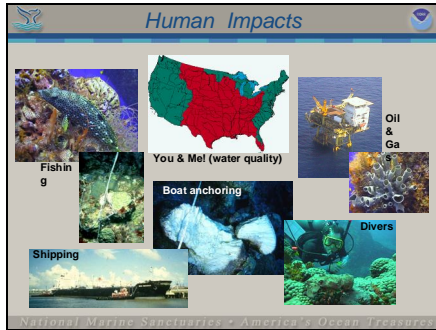 Human Impacts
Fishin
g
You & Me! (water quality)
Oil
&
Ga
s
Boat anchoring
Divers
Shipping
National Marine Sanctuaries • America's Ocean Treasures